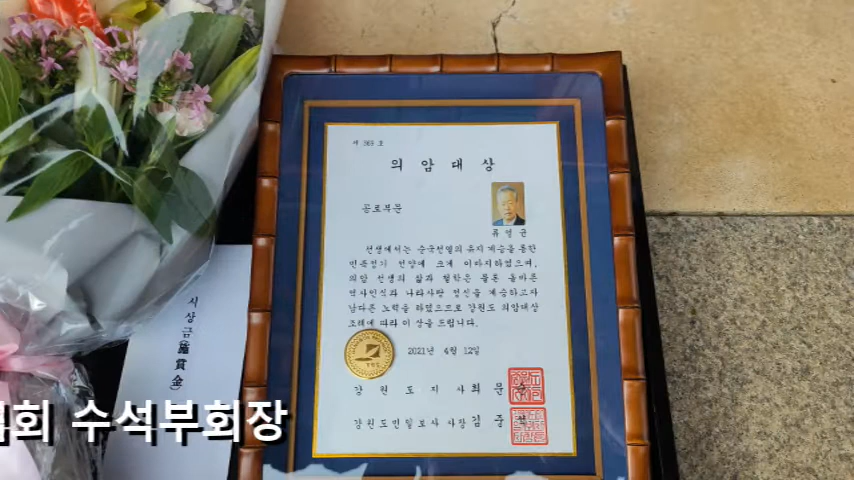 제 369 호
의 암 대 상
공로부문
류 연 균
선생께서는 순국선열의 유지 계승을 통한
민족정기 선양에 크게 이바지하였으며,
의암 선생의 삶과 철학은 물론 올바른
역사인식과 나라사랑 정신을 계승하고자
남다른 노력을 하였으므로 강원도 의암대상
조례에 따라 이 상을 드립니다.
2021년 4월 12일
강 원 도 지 사 최 문 순
강원도민일보사 사장 김 중 석
시상금(施賞金)
회 수석부회장